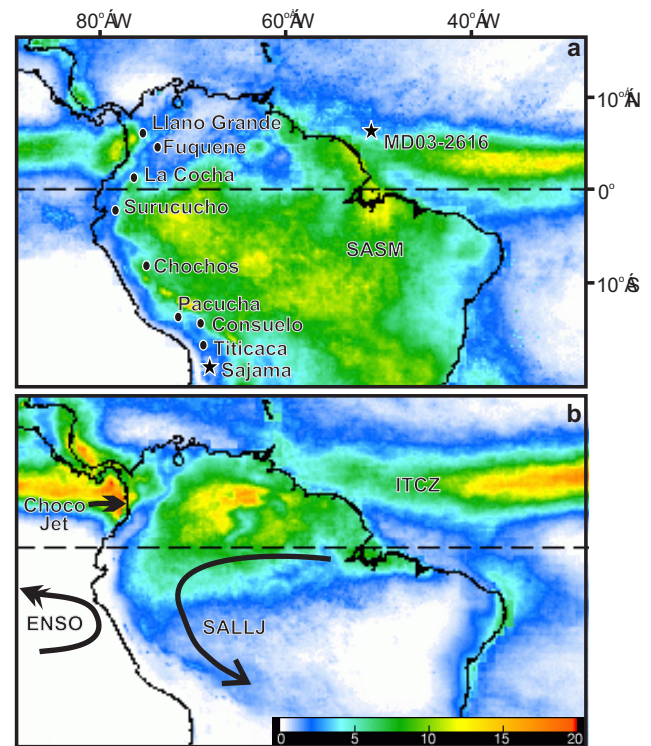 80°Á/W 60°Á/W 40°Á/W
a
10°Á/N
Llano Grande
MD03-2616
Fuquene
La Cocha
0°
Surucucho
SASM
Chochos
10°Á/S
Pacucha
Consuelo
Titicaca
Sajama
b
ITCZ
Choco
Jet
ENSO
SALLJ
0 5 10 15 20